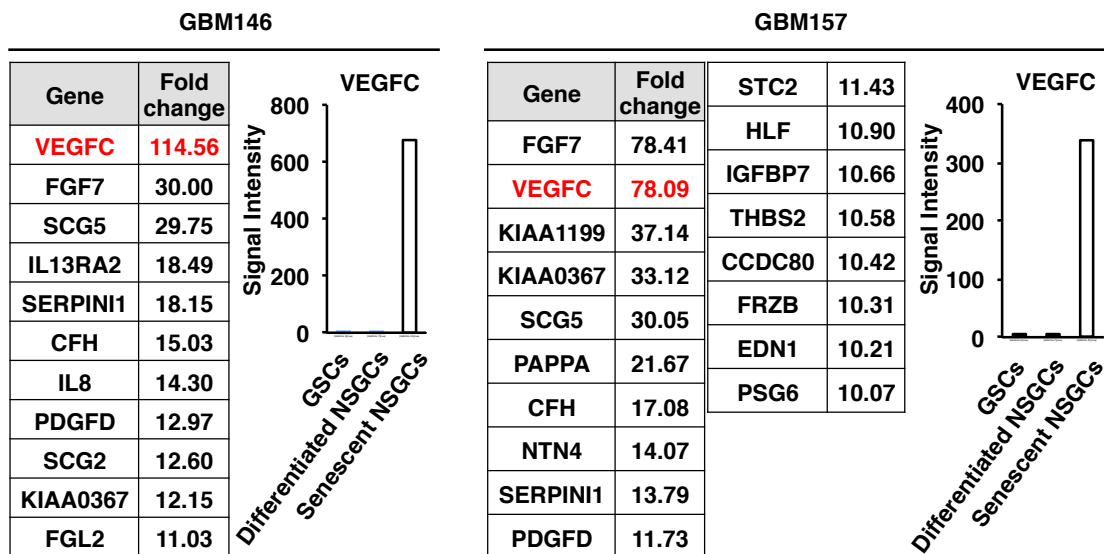 GBM146
Gene Fold change
VEGFC 114.56
FGF7 30.00
SCG5 29.75
IL13RA2 18.49
SERPINI1 18.15
CFH 15.03
IL8 14.30
PDGFD 12.97
SCG2 12.60
KIAA0367 12.15
FGL2 11.03
VEGFC
Signal Intensity
800
600
400
200
0
GSCs
Differentiated NSGCs
Senescent NSGCs
GBM157
Gene Fold change
FGF7 78.41
VEGFC 78.09
KIAA1199 37.14
KIAA0367 33.12
SCG5 30.05
PAPPA 21.67
CFH 17.08
NTN4 14.07
SERPINI1 13.79
PDGFD 11.73
STC2 11.43
HLF 10.90
IGFBP7 10.66
THBS2 10.58
CCDC80 10.42
FRZB 10.31
EDN1 10.21
PSG6 10.07
VEGFC
Signal Intensity
400
300
200
100
0
GSCs
Differentiated NSGCs
Senescent NSGCs